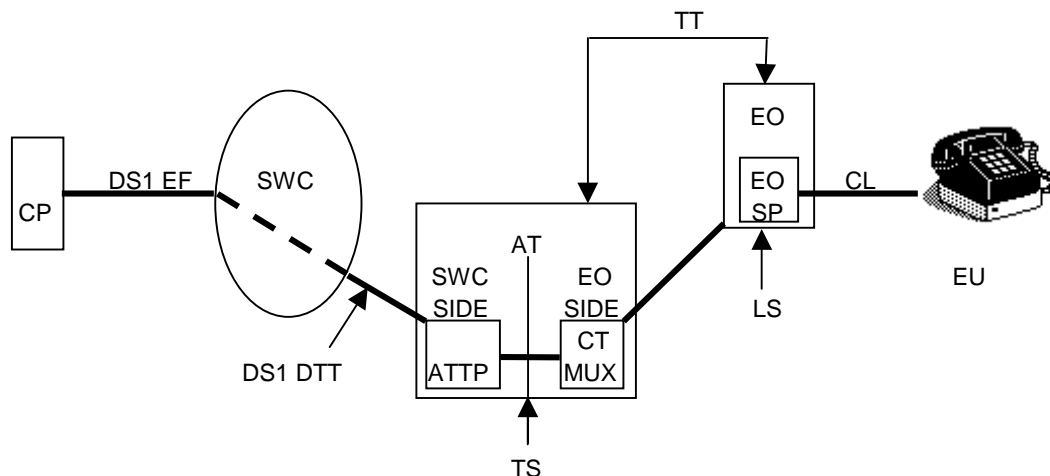 TT
EO
CP
DS1 EF
SWC
EO
SP
CL
EU
AT
SWC
SIDE
EO
SIDE
ATTP
CT
MUX
LS
DS1 DTT
TS